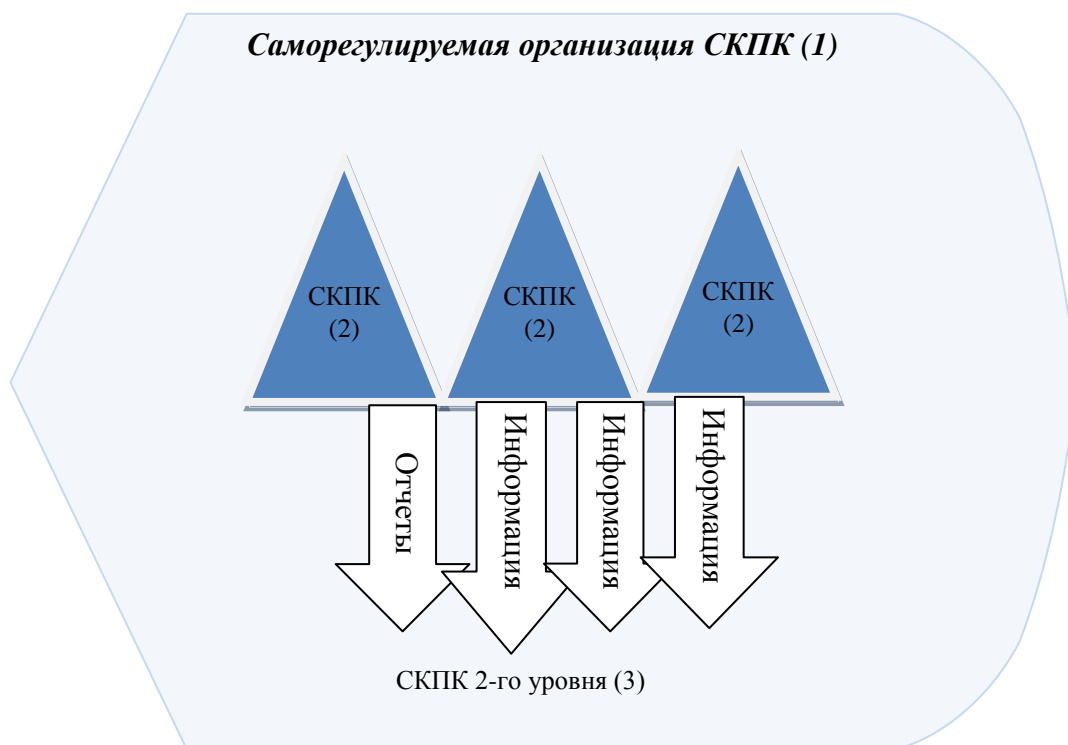 Саморегулируемая организация СКПК (1)
СКПК
(2)
СКПК
(2)
СКПК
(2)
Отчеты
Информация
Информация
Информация
СКПК 2-го уровня (3)